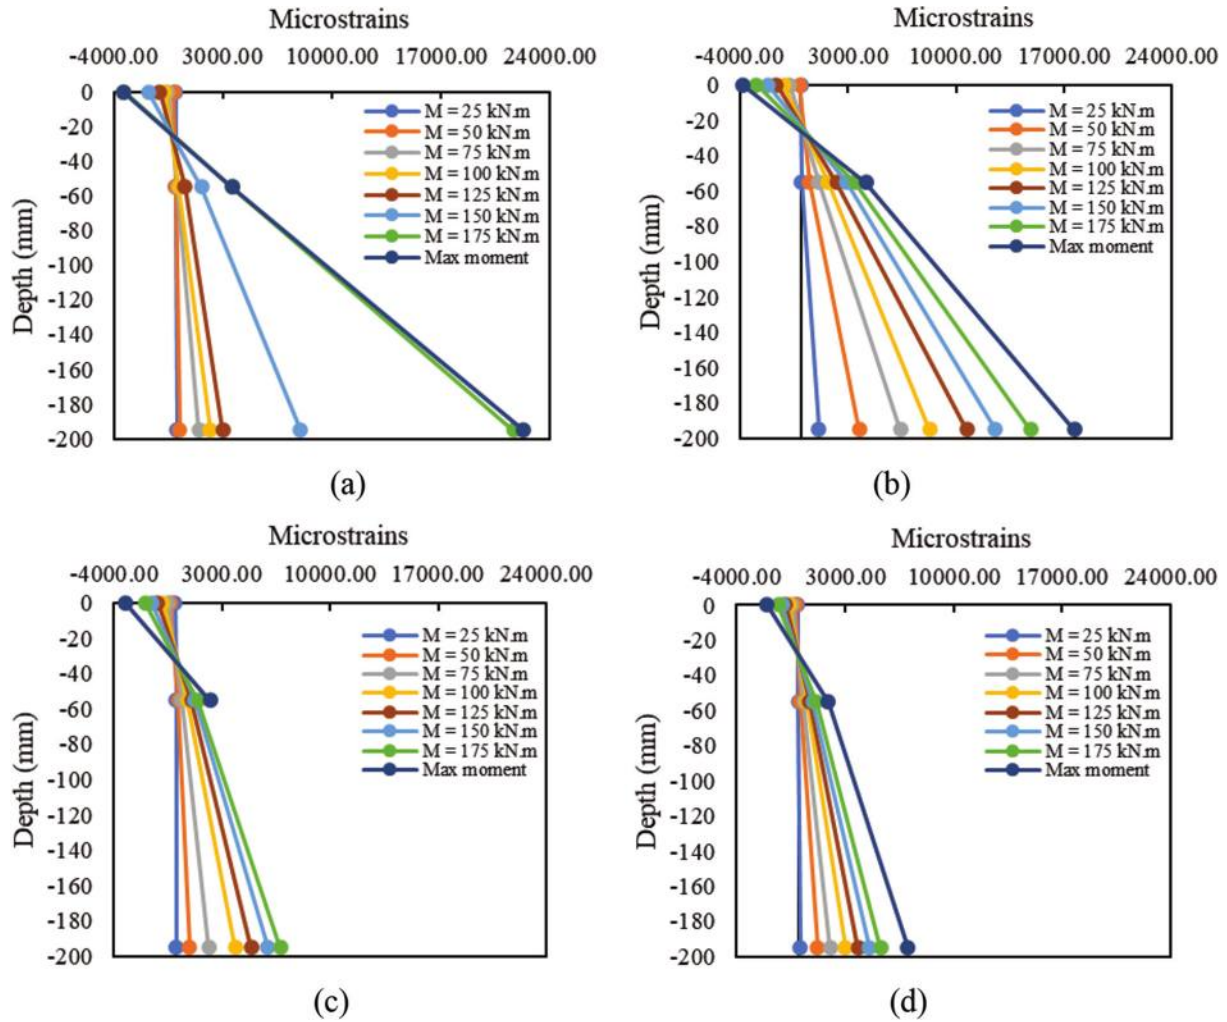 Microstrains
-4000.00 3000.00 10000.00 17000.00 24000.00
0
-20
-40
-60
-80
-100
-120
-140
-160
-180
-200
Depth (mm)
M = 25 kN.m
M = 50 kN.m
M = 75 kN.m
M = 100 kN.m
M = 125 kN.m
M = 150 kN.m
M = 175 kN.m
Max moment
(a)
Microstrains
-4000.00 3000.00 10000.00 17000.00 24000.00
0
-20
-40
-60
-80
-100
-120
-140
-160
-180
-200
Depth (mm)
M = 25 kN.m
M = 50 kN.m
M = 75 kN.m
M = 100 kN.m
M = 125 kN.m
M = 150 kN.m
M = 175 kN.m
Max moment
(b)
Microstrains
-4000.00 3000.00 10000.00 17000.00 24000.00
0
-20
-40
-60
-80
-100
-120
-140
-160
-180
-200
Depth (mm)
M = 25 kN.m
M = 50 kN.m
M = 75 kN.m
M = 100 kN.m
M = 125 kN.m
M = 150 kN.m
M = 175 kN.m
Max moment
(c)
Microstrains
-4000.00 3000.00 10000.00 17000.00 24000.00
0
-20
-40
-60
-80
-100
-120
-140
-160
-180
-200
Depth (mm)
M = 25 kN.m
M = 50 kN.m
M = 75 kN.m
M = 100 kN.m
M = 125 kN.m
M = 150 kN.m
M = 175 kN.m
Max moment
(d)